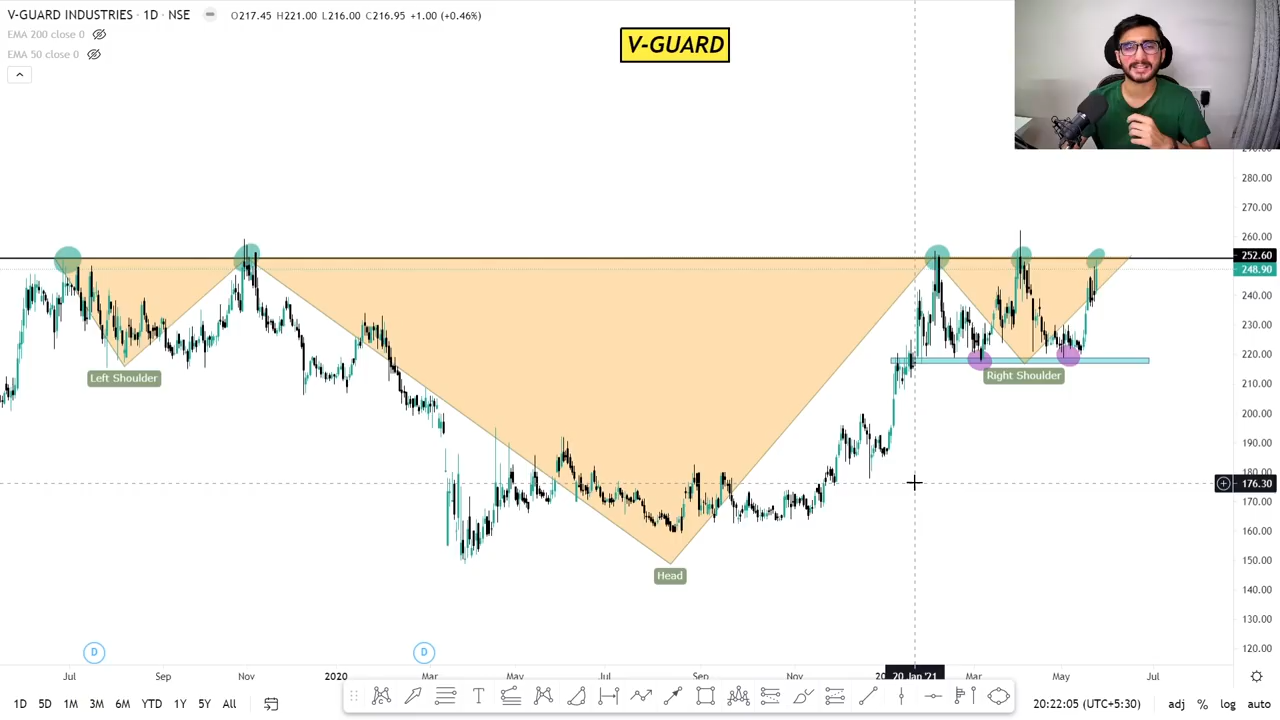 V-GUARD INDUSTRIES · 1D · NSE O217.45 H221.00 L216.00 C216.95 +1.00 (+0.46%)
EMA 200 close 0
EMA 50 close 0
V-GUARD
280.00
270.00
260.00
252.60
248.90
240.00
230.00
220.00
210.00
200.00
190.00
180.00
176.30
170.00
160.00
150.00
140.00
130.00
120.00
Left Shoulder
Right Shoulder
Head
D D
Jul Sep Nov 2020 Mar May Jul Sep Nov 20 Jan '21 Mar May Jul
1D 5D 1M 3M 6M YTD 1Y 5Y All
T
20:22:05 (UTC+5:30) adj % log auto